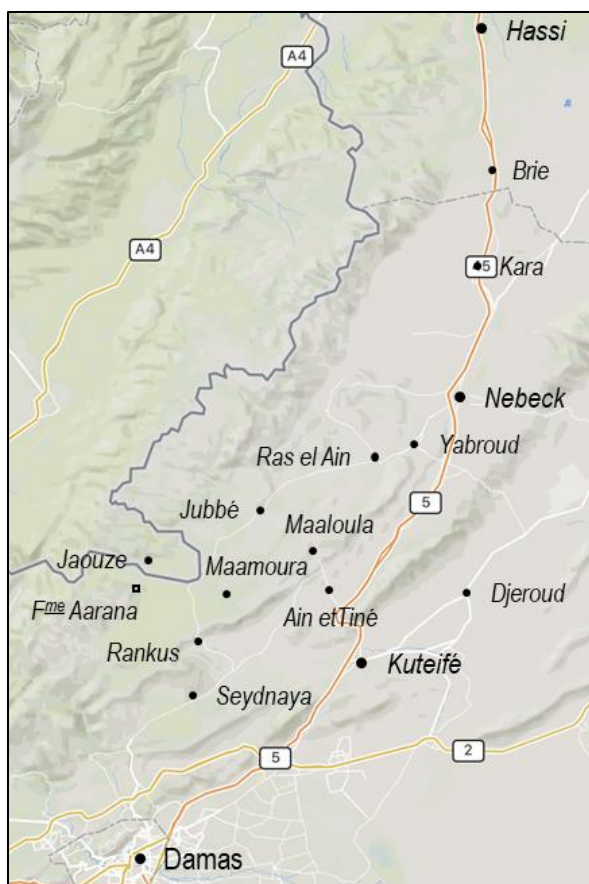 Hassi
A4
Brie
A4
5
Kara
Nebeck
Yabroud
Ras el Ain
5
Jubbé
Maaloula
Jaouze
Maamoura
Djeroud
Fme Aarana
Ain etTiné
Rankus
Kuteifé
Seydnaya
5
2
Damas